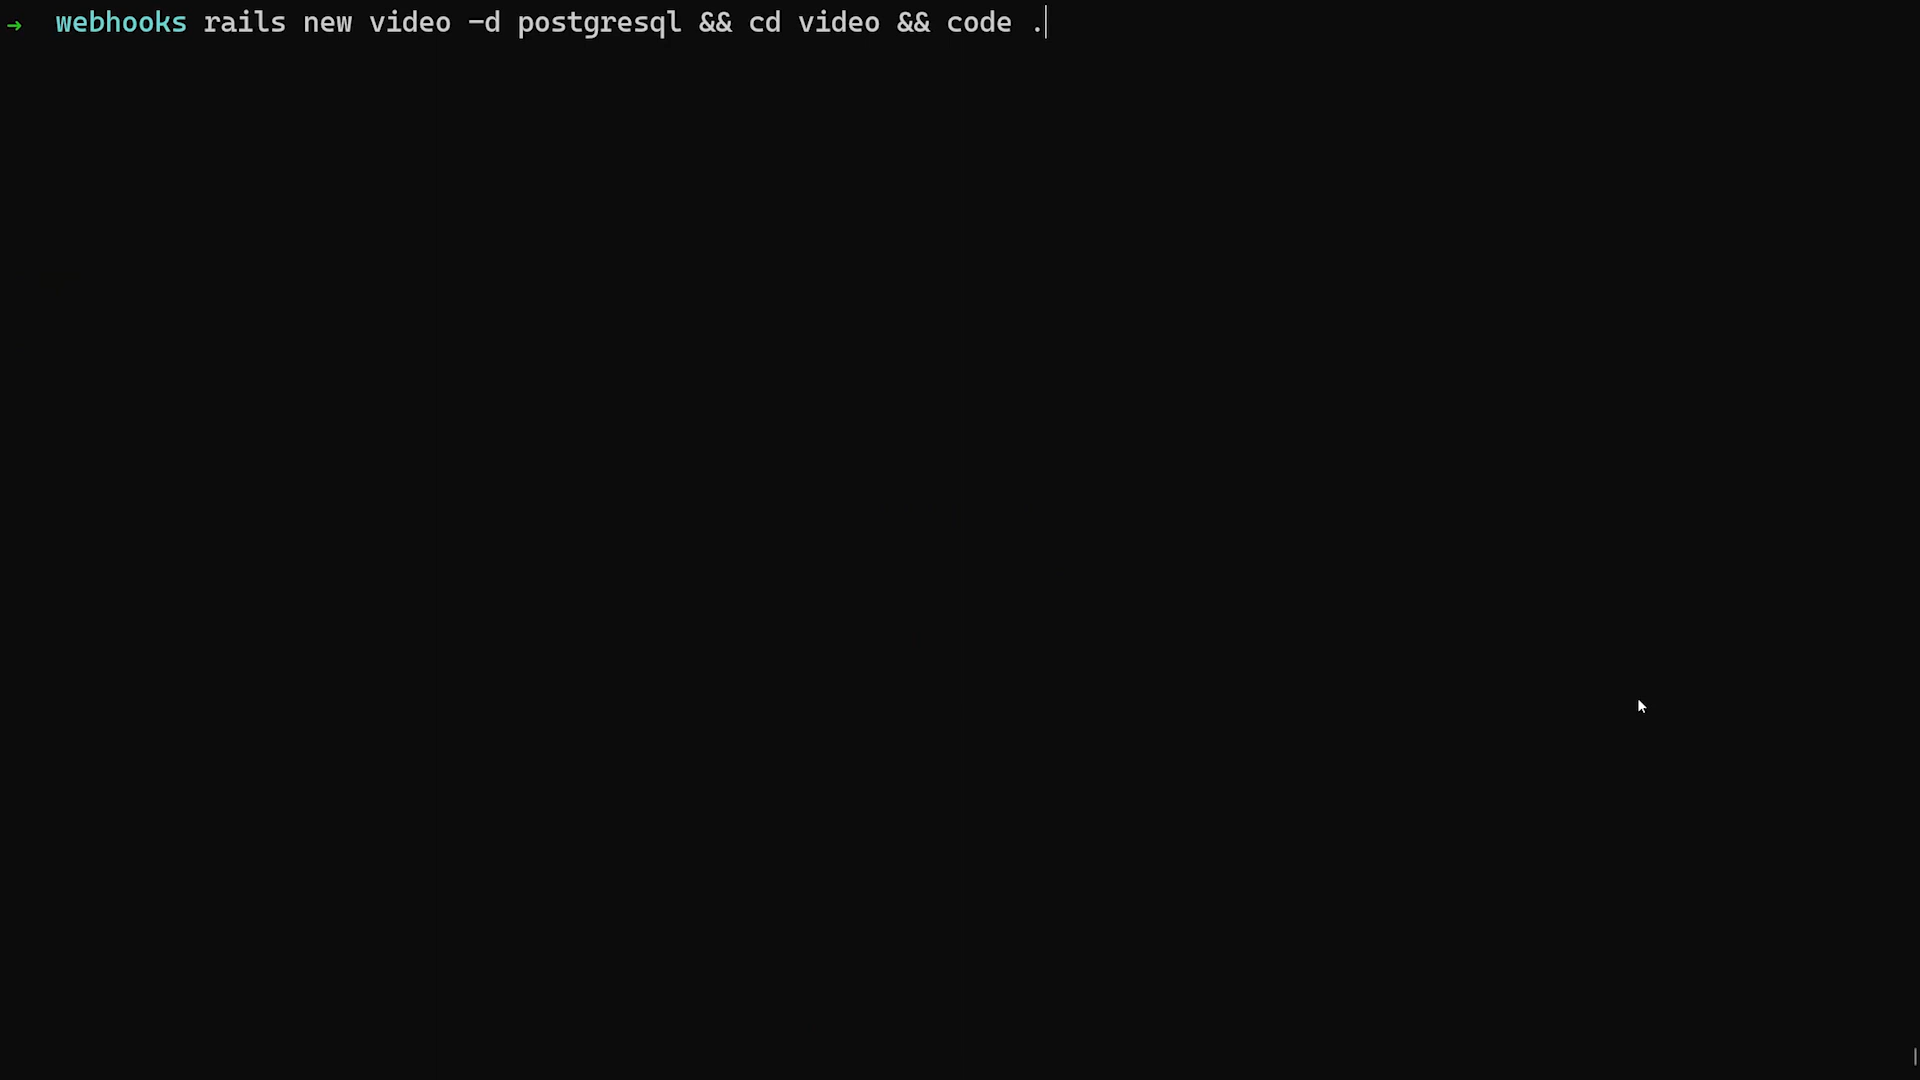 → webhooks rails new video -d postgresql && cd video && code .